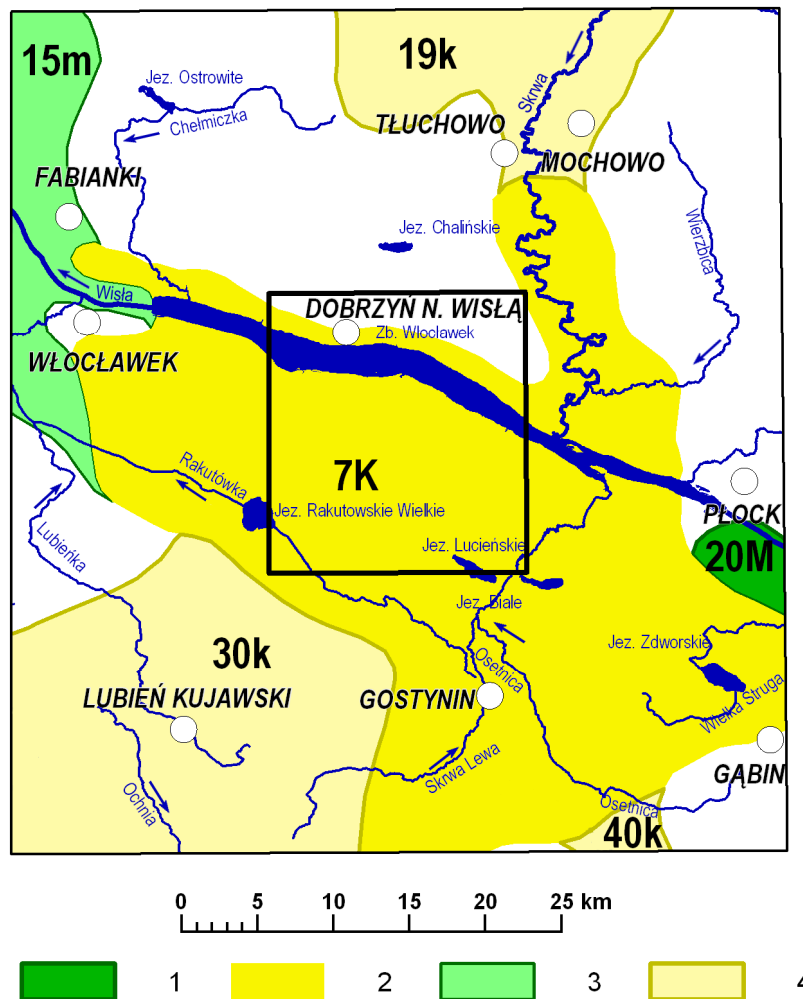 15m
19k
Jez. Ostrowite
Skrwa
Chełmiczka
TŁUCHOWO
MOCHOWO
FABIANKI
Wierzbica
Jez. Chalińskie
Wisła
DOBRZYŃ N. WISŁĄ
Zb. Włocławek
WŁOCŁAWEK
Rakutówka
7K
Jez. Rakutowskie Wielkie
PŁOCK
Lubieńka
Jez. Lucieńskie
20M
Jez. Białe
30k
Jez. Zdworskie
Osetnica
LUBIEŃ KUJAWSKI
GOSTYNIN
Wielka Struga
Skrwa Lewa
GĄBIN
Ochnia
Osetnica
40k
0 5 10 15 20 25 km
1 2 3 4